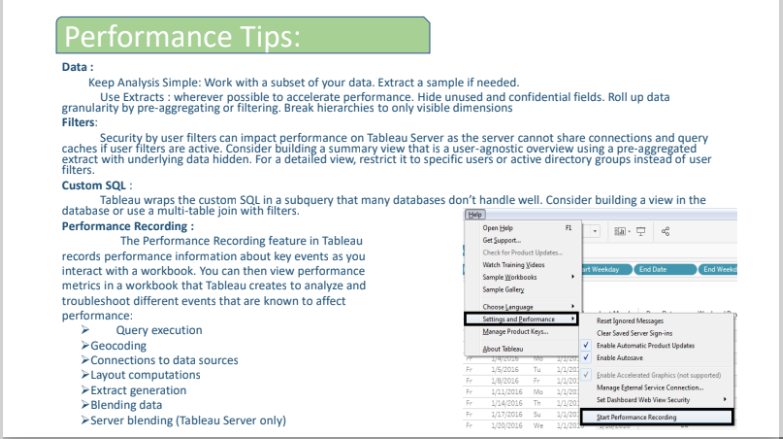 Performance Tips:
Data :
Keep Analysis Simple: Work with a subset of your data. Extract a sample if needed.
Use Extracts : wherever possible to accelerate performance. Hide unused and confidential fields. Roll up data
granularity by pre-aggregating or filtering. Break hierarchies to only visible dimensions
Filters:
Security by user filters can impact performance on Tableau Server as the server cannot share connections and query
caches if user filters are active. Consider building a summary view that is a user-agnostic overview using a pre-aggregated
extract with underlying data hidden. For a detailed view, restrict it to specific users or active directory groups instead of user
filters.
Custom SQL :
Tableau wraps the custom SQL in a subquery that many databases don't handle well. Consider building a view in the
database or use a multi-table join with filters.
Performance Recording :
The Performance Recording feature in Tableau
records performance information about key events as you
interact with a workbook. You can then view performance
metrics in a workbook that Tableau creates to analyze and
troubleshoot different events that are known to affect
performance:
➢ Query execution
➢Geocoding
➢Connections to data sources
➢Layout computations
➢Extract generation
➢Blending data
➢Server blending (Tableau Server only)
Help
Open Help F1
Get Support...
Check for Product Updates...
Watch Training Videos
Sample Workbooks
Sample Gallery
Choose Language
Settings and Performance
Manage Product Keys...
About Tableau
art Weekday End Date End Weekd
Reset Ignored Messages
Clear Saved Server Sign-ins
Enable Automatic Product Updates
Enable Autosave
Enable Accelerated Graphics (not supported)
Manage External Service Connection...
Set Dashboard Web View Security
Start Performance Recording
Fr 1/4/2016 Mo 1/1/20
Fr 1/5/2016 Tu 1/1/20
Fr 1/8/2016 Fr 1/1/20
Fr 1/11/2016 Mo 1/1/20
Fr 1/14/2016 Th 1/1/20
Fr 1/17/2016 Su 1/1/20
Fr 1/20/2016 We 1/1/20